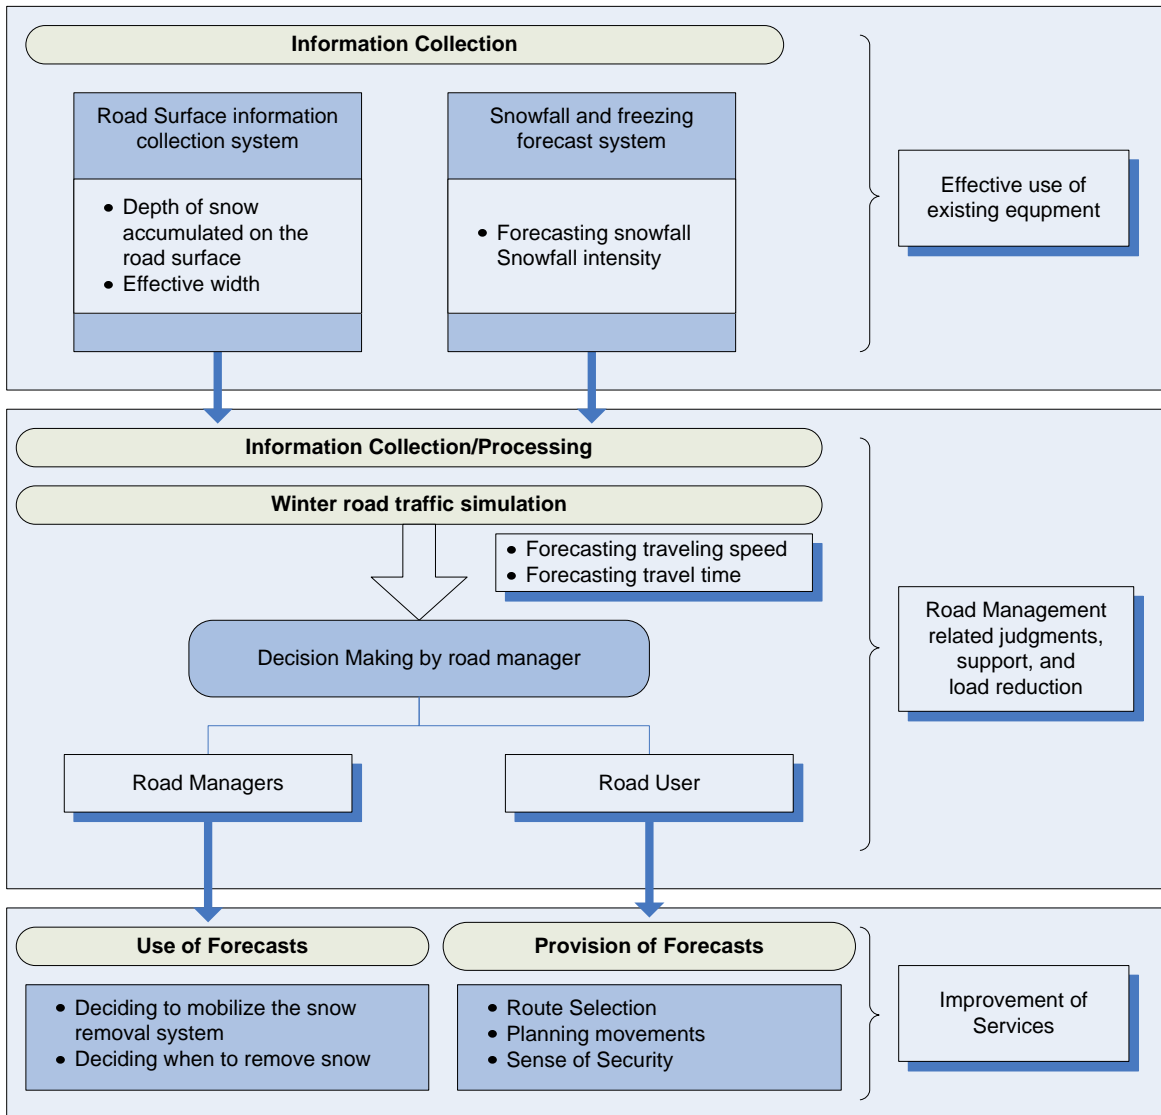 Information Collection
Road Surface information
collection system
• Depth of snow
accumulated on the
road surface
• Effective width
Snowfall and freezing
forecast system
• Forecasting snowfall
Snowfall intensity
Effective use of
existing equpment
Information Collection/Processing
Winter road traffic simulation
• Forecasting traveling speed
• Forecasting travel time
Decision Making by road manager
Road Managers
Road User
Road Management
related judgments,
support, and
load reduction
Use of Forecasts
• Deciding to mobilize the snow
removal system
• Deciding when to remove snow
Provision of Forecasts
• Route Selection
• Planning movements
• Sense of Security
Improvement of
Services